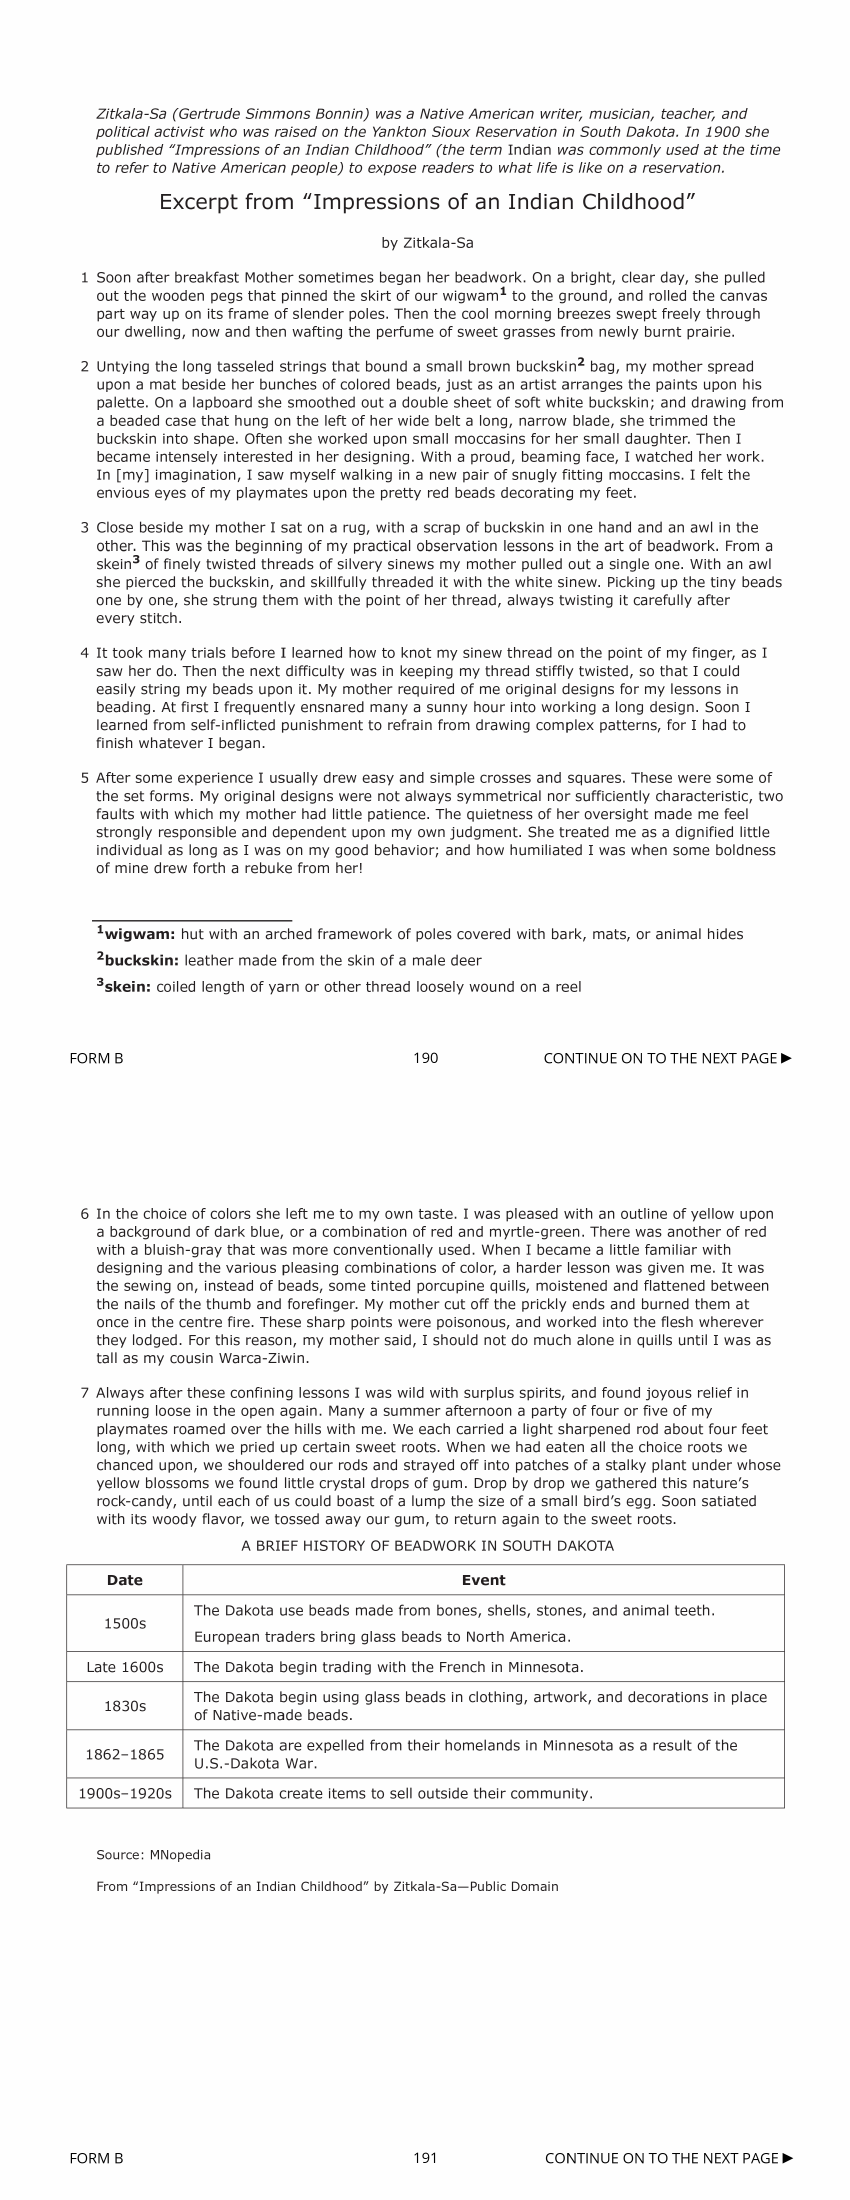 Zitkala-Sa (Gertrude Simmons Bonnin) was a Native American writer, musician, teacher, and
political activist who was raised on the Yankton Sioux Reservation in South Dakota. In 1900 she
published “Impressions of an Indian Childhood” (the term Indian was commonly used at the time
to refer to Native American people) to expose readers to what life is like on a reservation.
Excerpt from “Impressions of an Indian Childhood”
by Zitkala-Sa
1 Soon after breakfast Mother sometimes began her beadwork. On a bright, clear day, she pulled
out the wooden pegs that pinned the skirt of our wigwam1 to the ground, and rolled the canvas
part way up on its frame of slender poles. Then the cool morning breezes swept freely through
our dwelling, now and then wafting the perfume of sweet grasses from newly burnt prairie.
2 Untying the long tasseled strings that bound a small brown buckskin2 bag, my mother spread
upon a mat beside her bunches of colored beads, just as an artist arranges the paints upon his
palette. On a lapboard she smoothed out a double sheet of soft white buckskin; and drawing from
a beaded case that hung on the left of her wide belt a long, narrow blade, she trimmed the
buckskin into shape. Often she worked upon small moccasins for her small daughter. Then I
became intensely interested in her designing. With a proud, beaming face, I watched her work.
In [my] imagination, I saw myself walking in a new pair of snugly fitting moccasins. I felt the
envious eyes of my playmates upon the pretty red beads decorating my feet.
3 Close beside my mother I sat on a rug, with a scrap of buckskin in one hand and an awl in the
other. This was the beginning of my practical observation lessons in the art of beadwork. From a
skein3 of finely twisted threads of silvery sinews my mother pulled out a single one. With an awl
she pierced the buckskin, and skillfully threaded it with the white sinew. Picking up the tiny beads
one by one, she strung them with the point of her thread, always twisting it carefully after
every stitch.
4 It took many trials before I learned how to knot my sinew thread on the point of my finger, as I
saw her do. Then the next difficulty was in keeping my thread stiffly twisted, so that I could
easily string my beads upon it. My mother required of me original designs for my lessons in
beading. At first I frequently ensnared many a sunny hour into working a long design. Soon I
learned from self-inflicted punishment to refrain from drawing complex patterns, for I had to
finish whatever I began.
5 After some experience I usually drew easy and simple crosses and squares. These were some of
the set forms. My original designs were not always symmetrical nor sufficiently characteristic, two
faults with which my mother had little patience. The quietness of her oversight made me feel
strongly responsible and dependent upon my own judgment. She treated me as a dignified little
individual as long as I was on my good behavior; and how humiliated I was when some boldness
of mine drew forth a rebuke from her!
1wigwam: hut with an arched framework of poles covered with bark, mats, or animal hides
2buckskin: leather made from the skin of a male deer
3skein: coiled length of yarn or other thread loosely wound on a reel
FORM B 190 CONTINUE ON TO THE NEXT PAGE ▶
6 In the choice of colors she left me to my own taste. I was pleased with an outline of yellow upon
a background of dark blue, or a combination of red and myrtle-green. There was another of red
with a bluish-gray that was more conventionally used. When I became a little familiar with
designing and the various pleasing combinations of color, a harder lesson was given me. It was
the sewing on, instead of beads, some tinted porcupine quills, moistened and flattened between
the nails of the thumb and forefinger. My mother cut off the prickly ends and burned them at
once in the centre fire. These sharp points were poisonous, and worked into the flesh wherever
they lodged. For this reason, my mother said, I should not do much alone in quills until I was as
tall as my cousin Warca-Ziwin.
7 Always after these confining lessons I was wild with surplus spirits, and found joyous relief in
running loose in the open again. Many a summer afternoon a party of four or five of my
playmates roamed over the hills with me. We each carried a light sharpened rod about four feet
long, with which we pried up certain sweet roots. When we had eaten all the choice roots we
chanced upon, we shouldered our rods and strayed off into patches of a stalky plant under whose
yellow blossoms we found little crystal drops of gum. Drop by drop we gathered this nature’s
rock-candy, until each of us could boast of a lump the size of a small bird’s egg. Soon satiated
with its woody flavor, we tossed away our gum, to return again to the sweet roots.
A BRIEF HISTORY OF BEADWORK IN SOUTH DAKOTA
Date Event
1500s The Dakota use beads made from bones, shells, stones, and animal teeth.
European traders bring glass beads to North America.
Late 1600s The Dakota begin trading with the French in Minnesota.
1830s The Dakota begin using glass beads in clothing, artwork, and decorations in place
of Native-made beads.
1862–1865 The Dakota are expelled from their homelands in Minnesota as a result of the
U.S.-Dakota War.
1900s–1920s The Dakota create items to sell outside their community.
Source: MNopedia
From “Impressions of an Indian Childhood” by Zitkala-Sa—Public Domain
FORM B 191 CONTINUE ON TO THE NEXT PAGE ▶